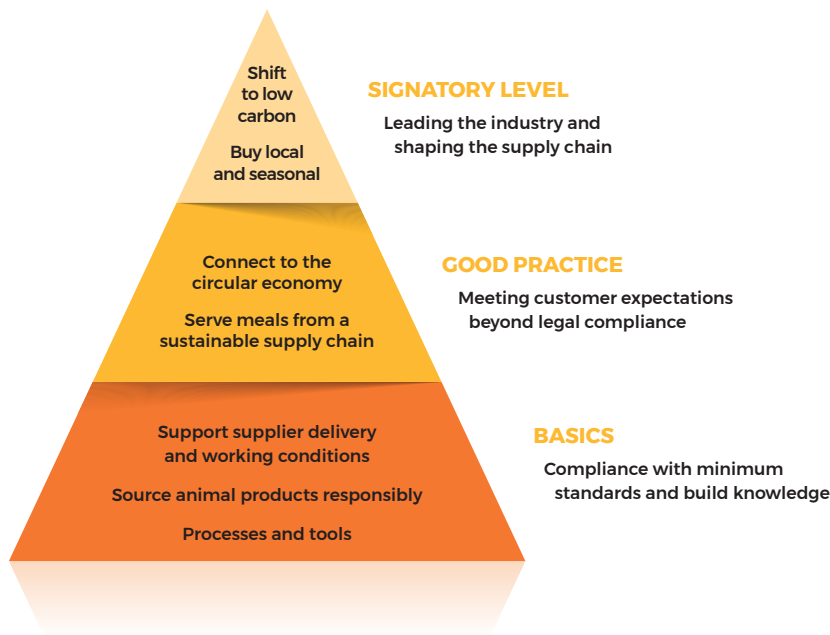 Shift
to low
carbon
Buy local
and seasonal
SIGNATORY LEVEL
Leading the industry and
shaping the supply chain
Connect to the
circular economy
Serve meals from a
sustainable supply chain
GOOD PRACTICE
Meeting customer expectations
beyond legal compliance
Support supplier delivery
and working conditions
Source animal products responsibly
Processes and tools
BASICS
Compliance with minimum
standards and build knowledge